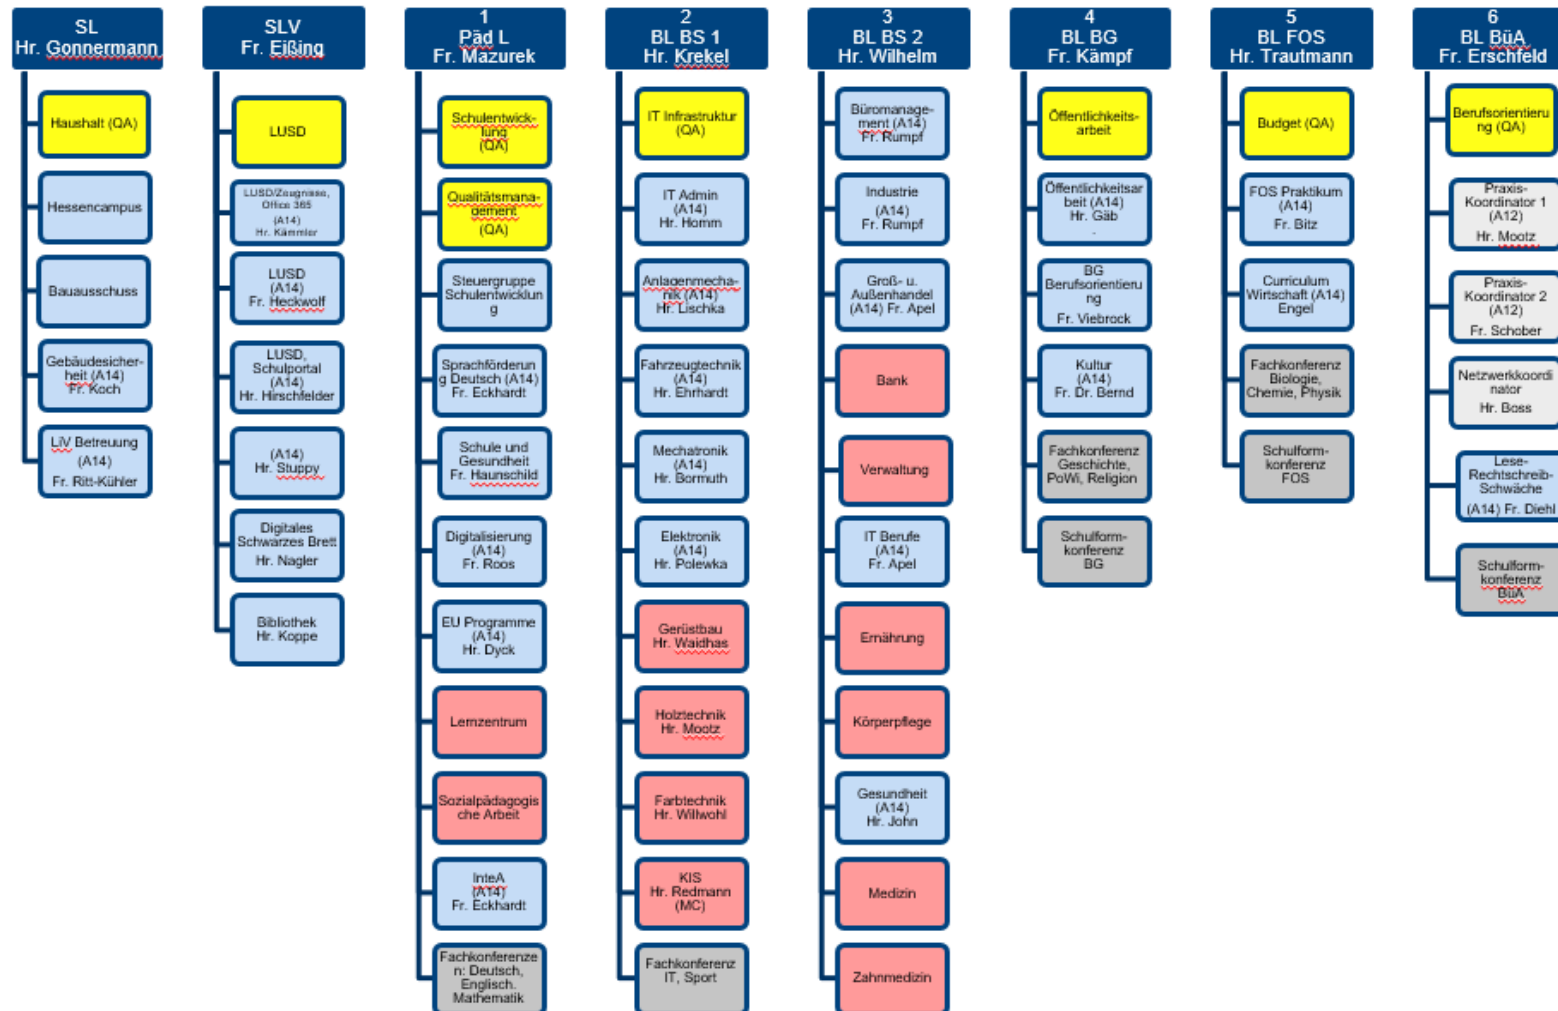 SL
Hr. Gonnermann
Haushalt (QA)
Hessencampus
Bauausschuss
Gebäudesicher-
heit (A14)
Fr. Koch
LiV Betreuung
(A14)
Fr. Ritt-Kühler
SLV
Fr. Eißing
LUSD
LUSD/Zeugnisse,
Office 365
(A14)
Hr. Kämmler
LUSD
(A14)
Fr. Heckwolf
LUSD,
Schulportal
(A14)
Hr. Hirschfelder
(A14)
Hr. Stuppy
Digitales
Schwarzes Brett
Hr. Nagler
Bibliothek
Hr. Koppe
1
Päd L
Fr. Mazurek
Schulentwick-
lung
(QA)
Qualitätsmana-
gement
(QA)
Steuergruppe
Schulentwicklun
g
Sprachförderun
g Deutsch (A14)
Fr. Eckhardt
Schule und
Gesundheit
Fr. Haunschild
Digitalisierung
(A14)
Fr. Roos
EU Programme
(A14)
Hr. Dyck
Lernzentrum
Sozialpädagogis
che Arbeit
InteA
(A14)
Fr. Eckhardt
Fachkonferenze
n: Deutsch,
Englisch.
Mathematik
2
BL BS 1
Hr. Krekel
IT Infrastruktur
(QA)
IT Admin
(A14)
Hr. Homm
Anlagenmecha-
nik (A14)
Hr. Lischka
Fahrzeugtechnik
(A14)
Hr. Ehrhardt
Mechatronik
(A14)
Hr. Bormuth
Elektronik
(A14)
Hr. Polewka
Gerüstbau
Hr. Waidhas
Holztechnik
Hr. Mootz
Farbtechnik
Hr. Willwohl
KIS
Hr. Redmann
(MC)
Fachkonferenz
IT, Sport
3
BL BS 2
Hr. Wilhelm
Büromanage-
ment (A14)
Fr. Rumpf
Industrie
(A14)
Fr. Rumpf
Groß- u.
Außenhandel
(A14) Fr. Apel
Bank
Verwaltung
IT Berufe
(A14)
Fr. Apel
Ernährung
Körperpflege
Gesundheit
(A14)
Hr. John
Medizin
Zahnmedizin
4
BL BG
Fr. Kämpf
Öffentlichkeits-
arbeit
Öffentlichkeitsar
beit (A14)
Hr. Gäb
.
BG
Berufsorientieru
ng
Fr. Viebrock
Kultur
(A14)
Fr. Dr. Bernd
Fachkonferenz
Geschichte,
PoWi, Religion
Schulform-
konferenz
BG
5
BL FOS
Hr. Trautmann
Budget (QA)
FOS Praktikum
(A14)
Fr. Bitz
Curriculum
Wirtschaft (A14)
Engel
Fachkonferenz
Biologie,
Chemie, Physik
Schulform-
konferenz
FOS
6
BL BüA
Fr. Erschfeld
Berufsorientieru
ng (QA)
Praxis-
Koordinator 1
(A12)
Hr. Mootz
Praxis-
Koordinator 2
(A12)
Fr. Schober
Netzwerkkoordi
nator
Hr. Boss
Lese-
Rechtschreib-
Schwäche
(A14) Fr. Diehl
Schulform-
konferenz
BüA